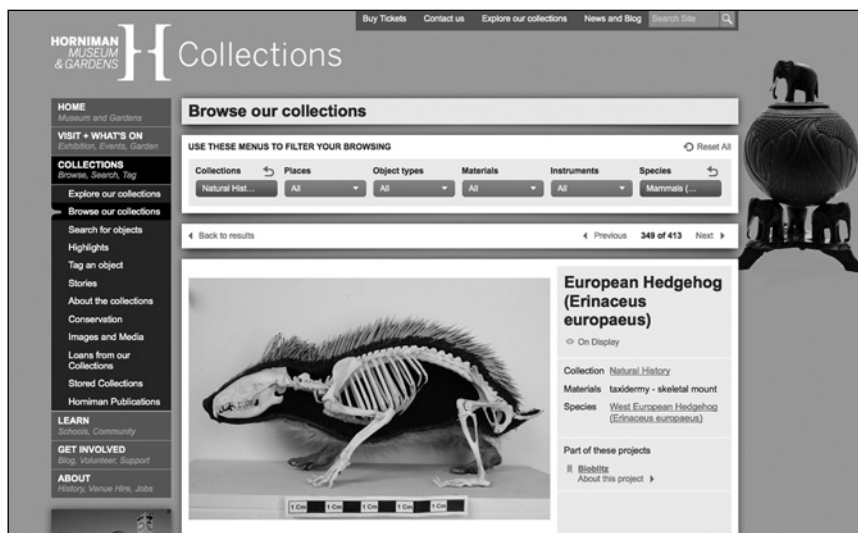 Buy Tickets Contact us Explore our collections News and Blog Search Site
HORNIMAN
MUSEUM
& GARDENS
Collections
HOME
Museum and Gardens
VISIT + WHAT'S ON
Exhibition, Events, Garden
COLLECTIONS
Browse, Search, Tag
Explore our collections
Browse our collections
Search for objects
Highlights
Tag an object
Stories
About the collections
Conservation
Images and Media
Loans from our
Collections
Stored Collections
Horniman Publications
LEARN
Schools, Community
GET INVOLVED
Blog, Volunteer, Support
ABOUT
History, Venue Hire, Jobs
Browse our collections
USE THESE MENUS TO FILTER YOUR BROWSING Reset All
Collections Places Object types Materials Instruments Species
Natural Hist... All All All All Mammals (...
Back to results Previous 349 of 413 Next
European Hedgehog
(Erinaceus
europaeus)
On Display
Collection Natural History
Materials taxidermy - skeletal mount
Species West European Hedgehog
(Erinaceus europaeus)
Part of these projects
Bioblitz
About this project
1 Cm 1 Cm 1 Cm 1 Cm 1 Cm